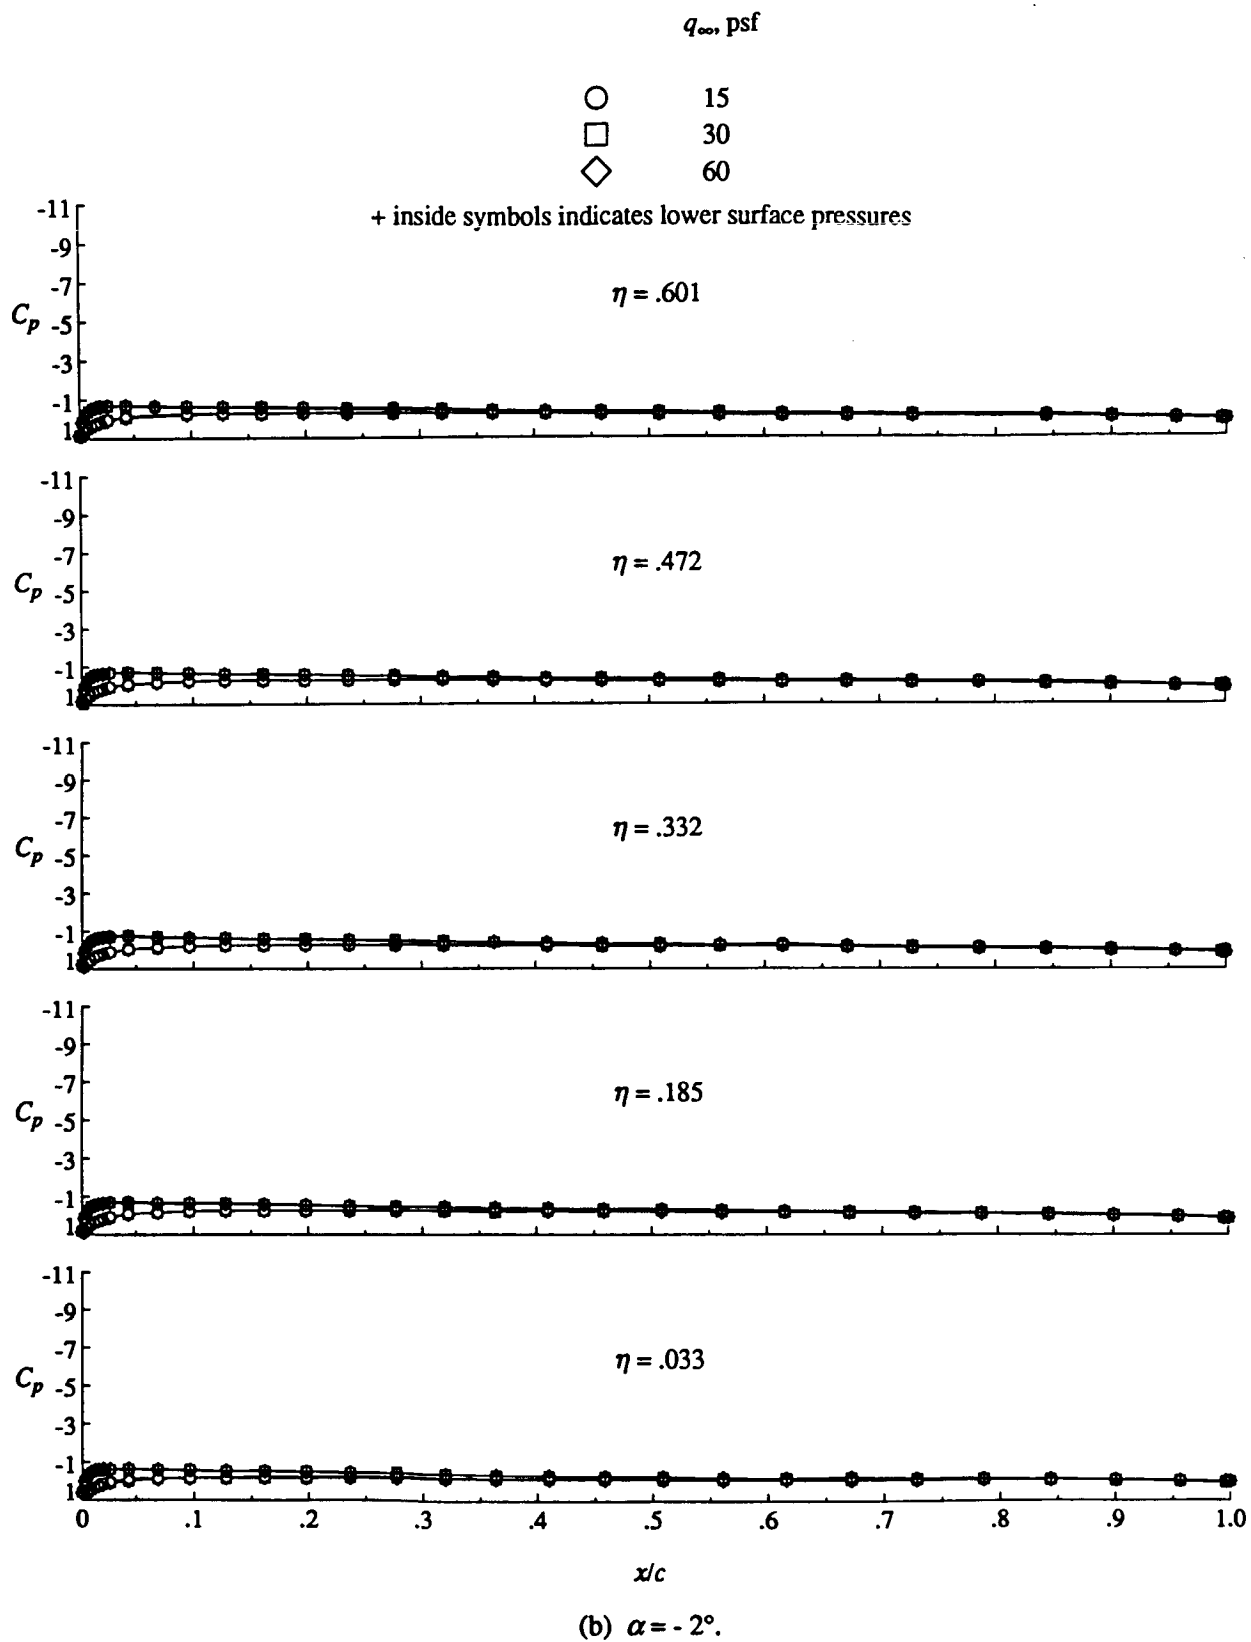 q∞, psf
15
30
60
+ inside symbols indicates lower surface pressures
-11
-9
-7
η = .601
Cp
-5
-3
-1
1
-11
-9
-7
η = .472
Cp
-5
-3
-1
1
-11
-9
-7
η = .332
Cp
-5
-3
-1
1
-11
-9
-7
η = .185
Cp
-5
-3
-1
1
-11
-9
-7
η = .033
Cp
-5
-3
-1
1
0 .1 .2 .3 .4 .5 .6 .7 .8 .9 1.0
x/c
(b) α = - 2°.